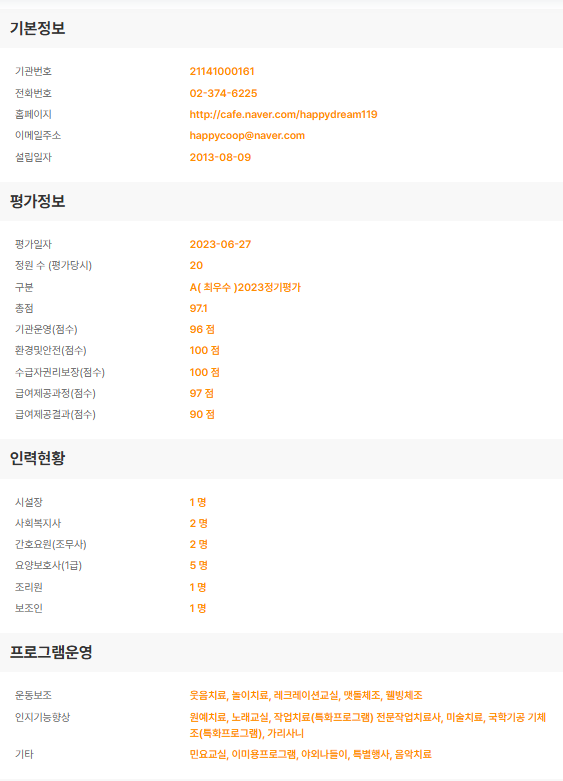 기본정보
기관번호 21141000161
전화번호 02-374-6225
홈페이지 http://cafe.naver.com/happydream119
이메일주소 happycoop@naver.com
설립일자 2013-08-09
평가정보
평가일자 2023-06-27
정원 수 (평가당시) 20
구분 A( 최우수 )2023정기평가
총점 97.1
기관운영(점수) 96 점
환경및안전(점수) 100 점
수급자권리보장(점수) 100 점
급여제공과정(점수) 97 점
급여제공결과(점수) 90 점
인력현황
시설장 1 명
사회복지사 2 명
간호요원(조무사) 2 명
요양보호사(1급) 5 명
조리원 1 명
보조인 1 명
프로그램운영
운동보조 웃음치료, 놀이치료, 레크레이션교실, 맷돌체조, 웰빙체조
인지기능향상 원예치료, 노래교실, 작업치료(특화프로그램) 전문작업치료사, 미술치료, 국학기공 기체
조(특화프로그램), 가리사니
기타 민요교실, 이미용프로그램, 야외나들이, 특별행사, 음악치료